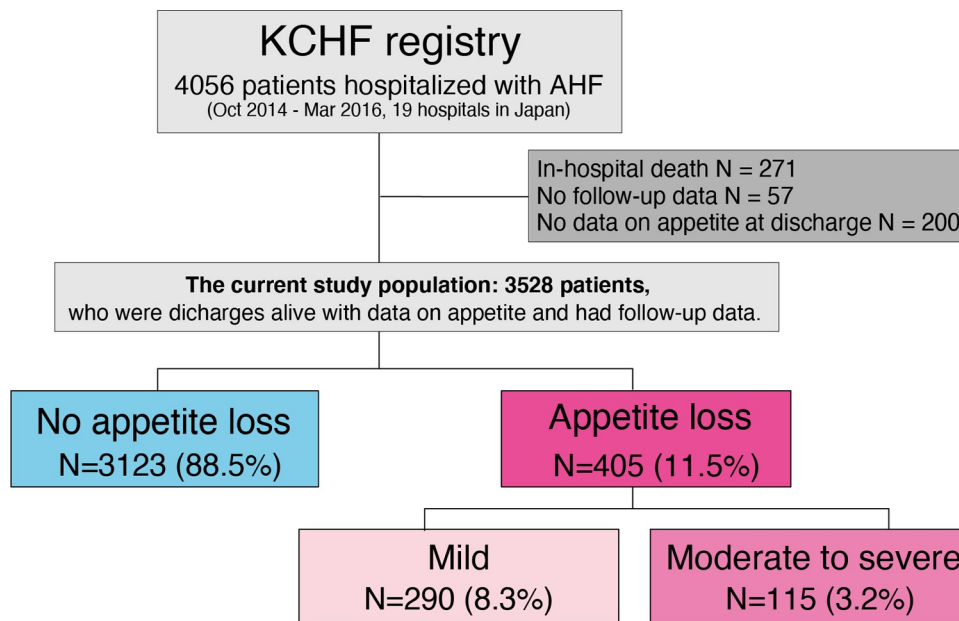 KCHF registry
4056 patients hospitalized with AHF
(Oct 2014 - Mar 2016, 19 hospitals in Japan)
In-hospital death N = 271
No follow-up data N = 57
No data on appetite at discharge N = 200
The current study population: 3528 patients,
who were dicharges alive with data on appetite and had follow-up data.
No appetite loss
N=3123 (88.5%)
Appetite loss
N=405 (11.5%)
Mild
N=290 (8.3%)
Moderate to severe
N=115 (3.2%)